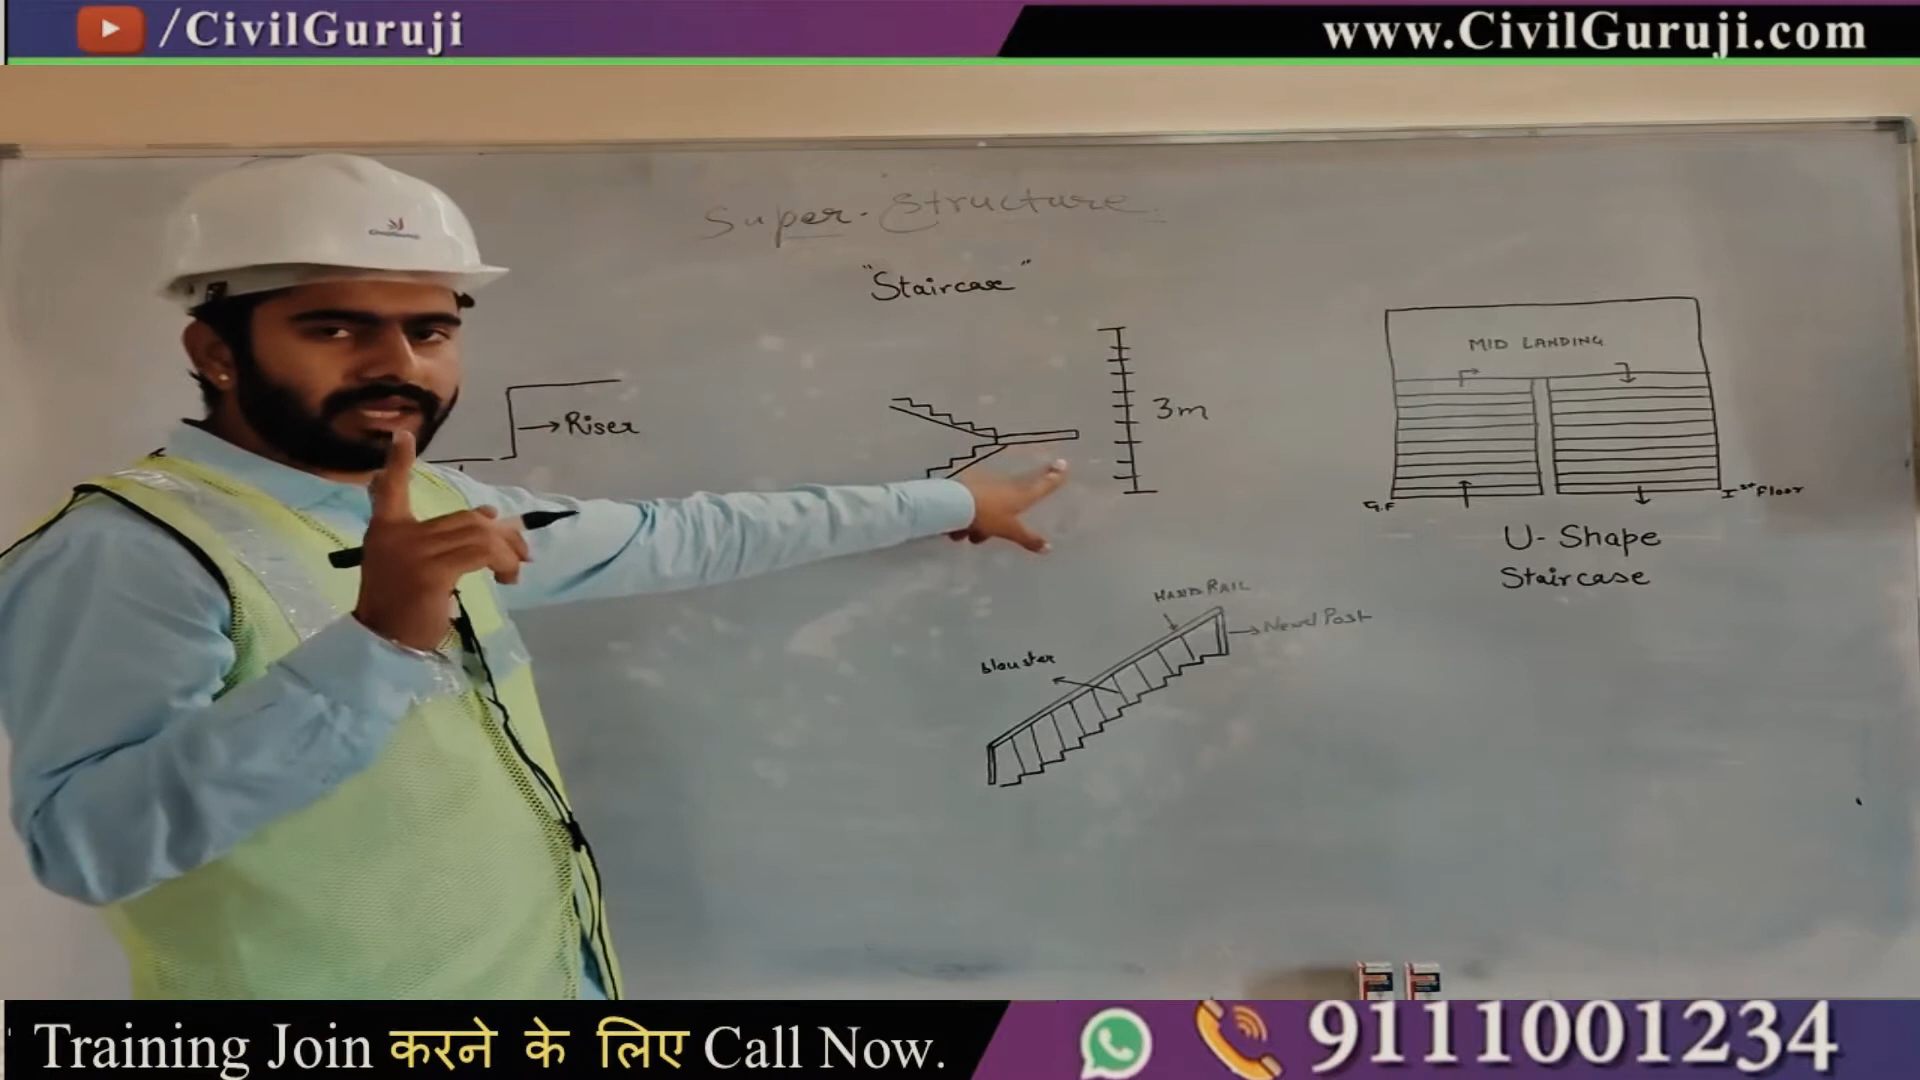 /CivilGuruji
www.CivilGuruji.com
Super-Structure
"Staircase"
MID LANDING
3m
Riser
G.F
Ist Floor
U-Shape
Staircase
HAND RAIL
Newel Post
blauster
Training Join करने के लिए Call Now.
9111001234